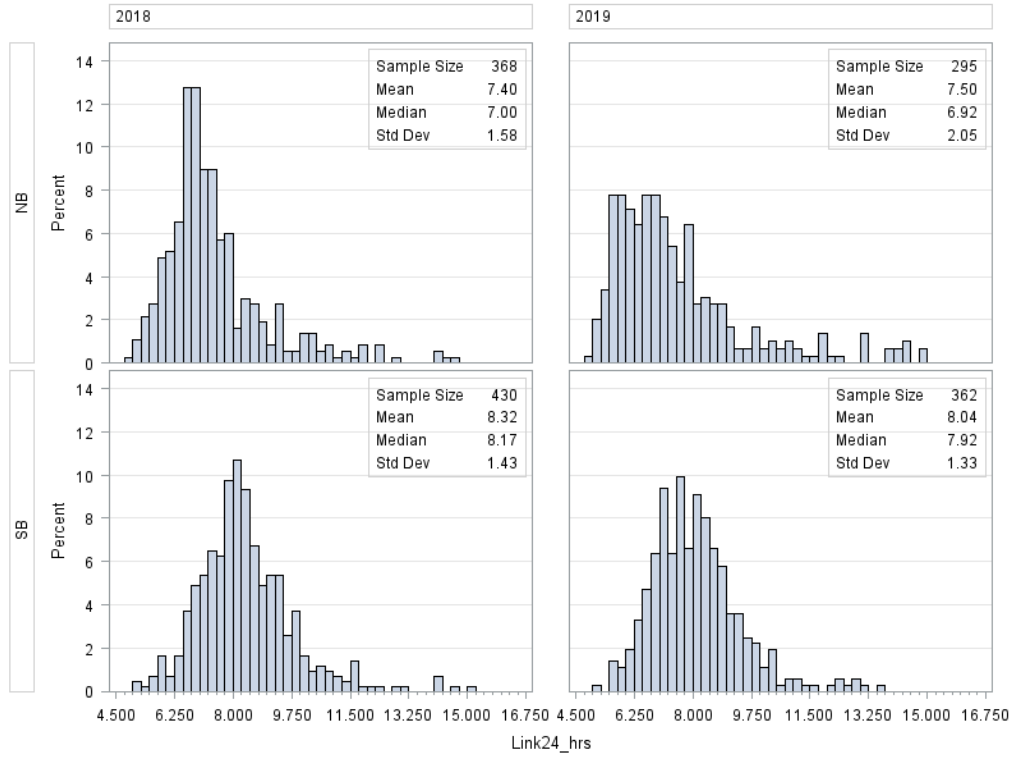 2018
2019
NB
Percent
14
12
10
8
6
4
2
0
Sample Size 368
Mean 7.40
Median 7.00
Std Dev 1.58
Sample Size 295
Mean 7.50
Median 6.92
Std Dev 2.05
SB
Percent
14
12
10
8
6
4
2
0
Sample Size 430
Mean 8.32
Median 8.17
Std Dev 1.43
Sample Size 362
Mean 8.04
Median 7.92
Std Dev 1.33
4.500 6.250 8.000 9.750 11.500 13.250 15.000 16.750
4.500 6.250 8.000 9.750 11.500 13.250 15.000 16.750
Link24_hrs